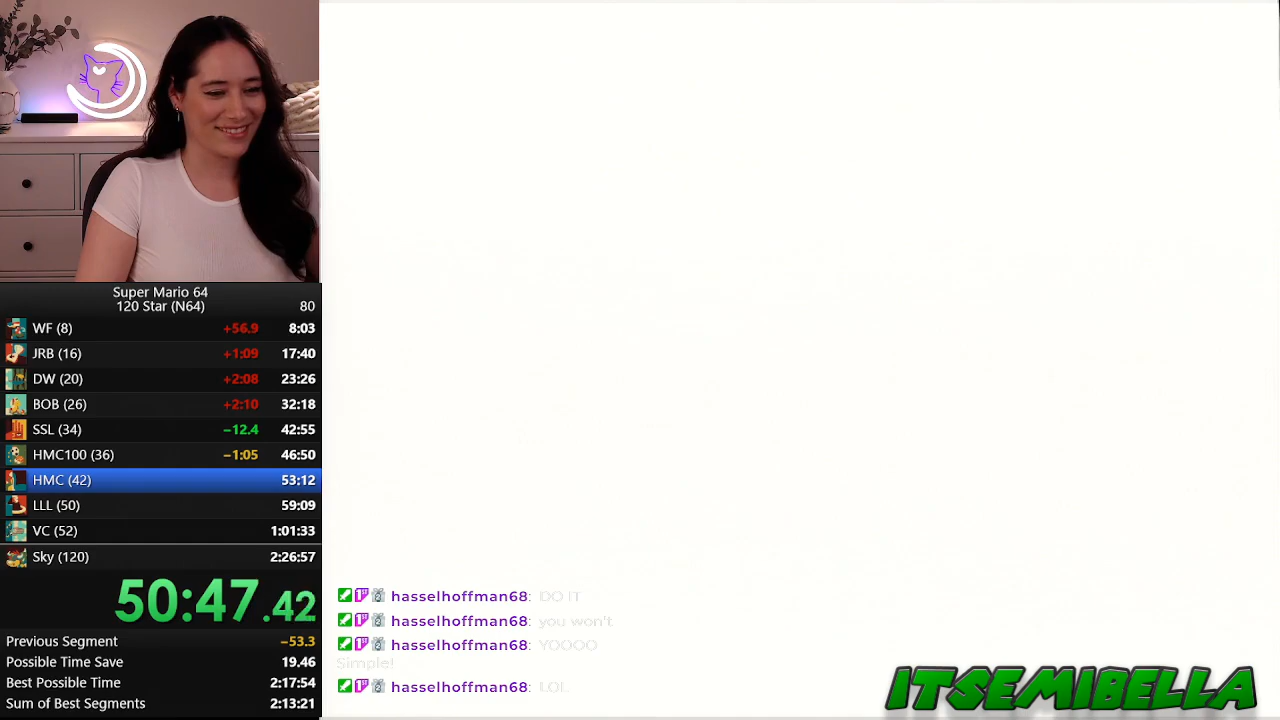 Super Mario 64
120 Star (N64) 80
WF (8) +56.9 8:03
JRB (16) +1:09 17:40
DW (20) +2:08 23:26
BOB (26) +2:10 32:18
SSL (34) −12.4 42:55
HMC100 (36) −1:05 46:50
HMC (42) 53:12
LLL (50) 59:09
VC (52) 1:01:33
Sky (120) 2:26:57
50:47.42
Previous Segment −53.3
Possible Time Save 19.46
Best Possible Time 2:17:54
Sum of Best Segments 2:13:21
hasselhoffman68: DO IT
hasselhoffman68: you won't
hasselhoffman68: YOOOO
Simple!
hasselhoffman68: LOL
ITSEMIBELLA